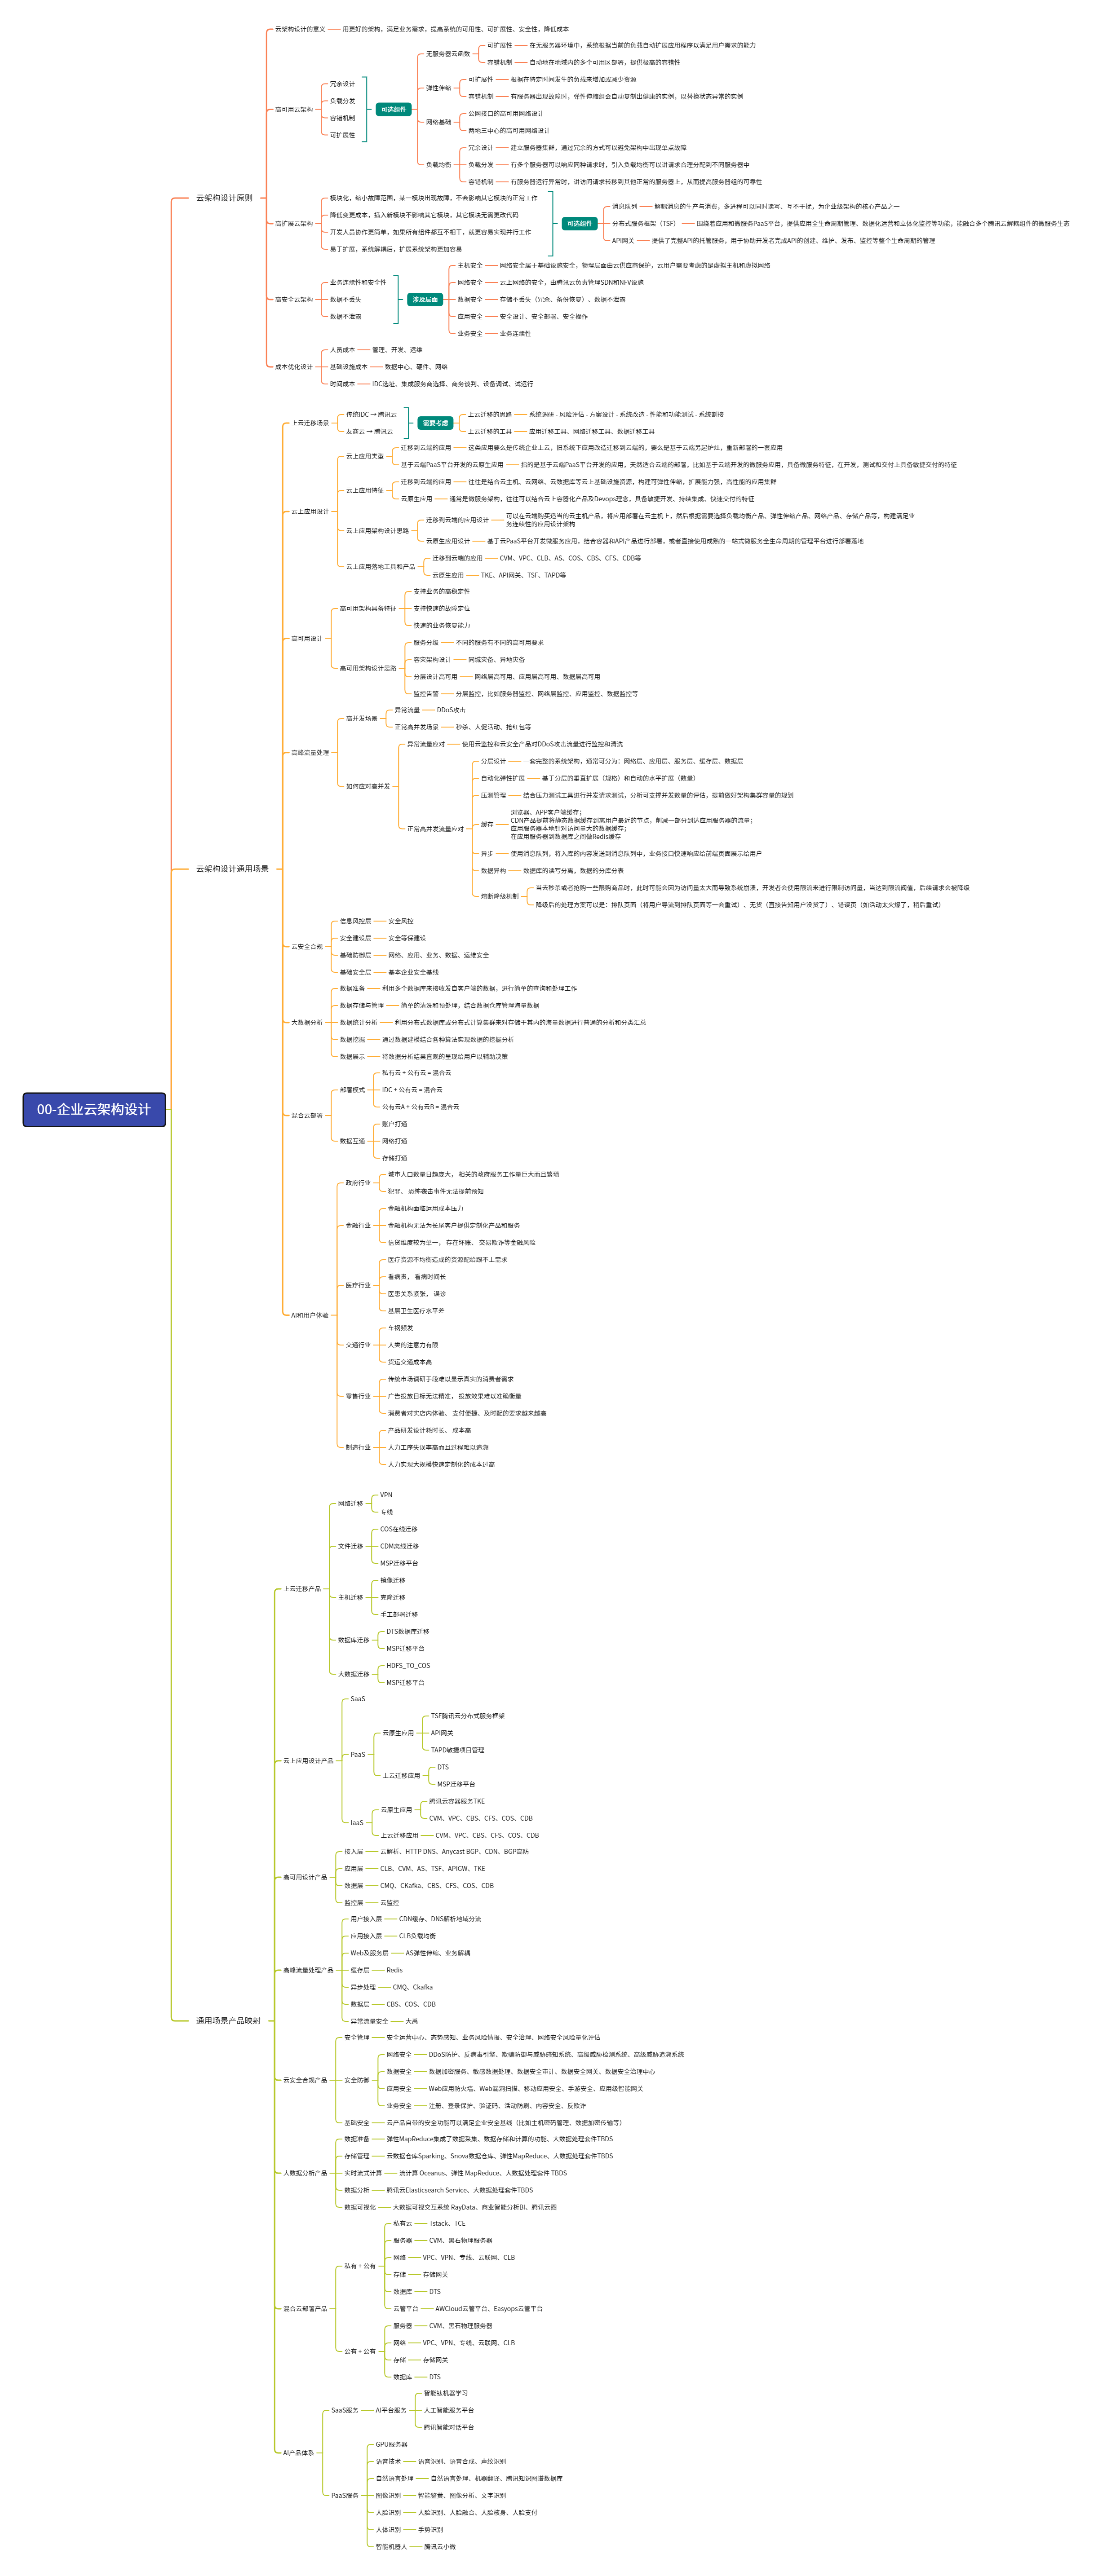 00-企业云架构设计
云架构设计原则
云架构设计的意义
用更好的架构，满足业务需求，提高系统的可用性、可扩展性、安全性，降低成本
高可用云架构
冗余设计
负载分发
容错机制
可扩展性
可选组件
无服务器云函数
可扩展性
在无服务器环境中，系统根据当前的负载自动扩展应用程序以满足用户需求的能力
容错机制
自动地在地域内的多个可用区部署，提供极高的容错性
弹性伸缩
可扩展性
根据在特定时间发生的负载来增加或减少资源
容错机制
有服务器出现故障时，弹性伸缩组会自动复制出健康的实例，以替换状态异常的实例
网络基础
公网接口的高可用网络设计
两地三中心的高可用网络设计
负载均衡
冗余设计
建立服务器集群，通过冗余的方式可以避免架构中出现单点故障
负载分发
有多个服务器可以响应同种请求时，引入负载均衡可以讲请求合理分配到不同服务器中
容错机制
有服务器运行异常时，讲访问请求转移到其他正常的服务器上，从而提高服务器组的可靠性
高扩展云架构
模块化，缩小故障范围，某一模块出现故障，不会影响其它模块的正常工作
降低变更成本，插入新模块不影响其它模块，其它模块无需更改代码
开发人员协作更简单，如果所有组件都互不相干，就更容易实现并行工作
易于扩展，系统解耦后，扩展系统架构更加容易
可选组件
消息队列
解耦消息的生产与消费，多进程可以同时读写、互不干扰，为企业级架构的核心产品之一
分布式服务框架（TSF）
围绕着应用和微服务PaaS平台，提供应用全生命周期管理、数据化运营和立体化监控等功能，能融合多个腾讯云解耦组件的微服务生态
API网关
提供了完整API的托管服务，用于协助开发者完成API的创建、维护、发布、监控等整个生命周期的管理
高安全云架构
业务连续性和安全性
数据不丢失
数据不泄露
涉及层面
主机安全
网络安全属于基础设施安全，物理层面由云供应商保护，云用户需要考虑的是虚拟主机和虚拟网络
网络安全
云上网络的安全，由腾讯云负责管理SDN和NFV设施
数据安全
存储不丢失（冗余、备份恢复）、数据不泄露
应用安全
安全设计、安全部署、安全操作
业务安全
业务连续性
成本优化设计
人员成本
管理、开发、运维
基础设施成本
数据中心、硬件、网络
时间成本
IDC选址、集成服务商选择、商务谈判、设备调试、试运行
云架构设计通用场景
上云迁移场景
传统IDC → 腾讯云
友商云 → 腾讯云
需要考虑
上云迁移的思路
系统调研 - 风险评估 - 方案设计 - 系统改造 - 性能和功能测试 - 系统割接
上云迁移的工具
应用迁移工具、网络迁移工具、数据迁移工具
云上应用设计
云上应用类型
迁移到云端的应用
这类应用要么是传统企业上云，旧系统下应用改造迁移到云端的，要么是基于云端另起炉灶，重新部署的一套应用
基于云端PaaS平台开发的云原生应用
指的是基于云端PaaS平台开发的应用，天然适合云端的部署，比如基于云端开发的微服务应用，具备微服务特征，在开发，测试和交付上具备敏捷交付的特征
云上应用特征
迁移到云端的应用
往往是结合云主机、云网络、云数据库等云上基础设施资源，构建可弹性伸缩，扩展能力强，高性能的应用集群
云原生应用
通常是微服务架构，往往可以结合云上容器化产品及Devops理念，具备敏捷开发、持续集成、快速交付的特征
云上应用架构设计思路
迁移到云端的应用设计
可以在云端购买适当的云主机产品，将应用部署在云主机上，然后根据需要选择负载均衡产品、弹性伸缩产品、网络产品、存储产品等，构建满足业
务连续性的应用设计架构
云原生应用设计
基于云PaaS平台开发微服务应用，结合容器和API产品进行部署，或者直接使用成熟的一站式微服务全生命周期的管理平台进行部署落地
云上应用落地工具和产品
迁移到云端的应用
CVM、VPC、CLB、AS、COS、CBS、CFS、CDB等
云原生应用
TKE、API网关、TSF、TAPD等
高可用设计
高可用架构具备特征
支持业务的高稳定性
支持快速的故障定位
快速的业务恢复能力
高可用架构设计思路
服务分级
不同的服务有不同的高可用要求
容灾架构设计
同城灾备、异地灾备
分层设计高可用
网络层高可用、应用层高可用、数据层高可用
监控告警
分层监控，比如服务器监控、网络层监控、应用监控、数据监控等
高峰流量处理
高并发场景
异常流量
DDoS攻击
正常高并发场景
秒杀、大促活动、抢红包等
如何应对高并发
异常流量应对
使用云监控和云安全产品对DDoS攻击流量进行监控和清洗
正常高并发流量应对
分层设计
一套完整的系统架构，通常可分为：网络层、应用层、服务层、缓存层、数据层
自动化弹性扩展
基于分层的垂直扩展（规格）和自动的水平扩展（数量）
压测管理
结合压力测试工具进行并发请求测试，分析可支撑并发数量的评估，提前做好架构集群容量的规划
缓存
浏览器、APP客户端缓存；
CDN产品提前将静态数据缓存到离用户最近的节点，削减一部分到达应用服务器的流量；
应用服务器本地针对访问量大的数据缓存；
在应用服务器到数据库之间做Redis缓存
异步
使用消息队列，将入库的内容发送到消息队列中，业务接口快速响应给前端页面展示给用户
数据异构
数据库的读写分离，数据的分库分表
熔断降级机制
当去秒杀或者抢购一些限购商品时，此时可能会因为访问量太大而导致系统崩溃，开发者会使用限流来进行限制访问量，当达到限流阀值，后续请求会被降级
降级后的处理方案可以是：排队页面（将用户导流到排队页面等一会重试）、无货（直接告知用户没货了）、错误页（如活动太火爆了，稍后重试）
云安全合规
信息风控层
安全风控
安全建设层
安全等保建设
基础防御层
网络、应用、业务、数据、运维安全
基础安全层
基本企业安全基线
大数据分析
数据准备
利用多个数据库来接收发自客户端的数据，进行简单的查询和处理工作
数据存储与管理
简单的清洗和预处理，结合数据仓库管理海量数据
数据统计分析
利用分布式数据库或分布式计算集群来对存储于其内的海量数据进行普通的分析和分类汇总
数据挖掘
通过数据建模结合各种算法实现数据的挖掘分析
数据展示
将数据分析结果直观的呈现给用户以辅助决策
混合云部署
部署模式
私有云 + 公有云 = 混合云
IDC + 公有云 = 混合云
公有云A + 公有云B = 混合云
数据互通
账户打通
网络打通
存储打通
AI和用户体验
政府行业
城市人口数量日趋庞大， 相关的政府服务工作量巨大而且繁琐
犯罪、 恐怖袭击事件无法提前预知
金融行业
金融机构面临运用成本压力
金融机构无法为长尾客户提供定制化产品和服务
信贷维度较为单一， 存在坏账、 交易欺诈等金融风险
医疗行业
医疗资源不均衡造成的资源配给跟不上需求
看病贵， 看病时间长
医患关系紧张， 误诊
基层卫生医疗水平差
交通行业
车祸频发
人类的注意力有限
货运交通成本高
零售行业
传统市场调研手段难以显示真实的消费者需求
广告投放目标无法精准， 投放效果难以准确衡量
消费者对实店内体验、 支付便捷、及时配的要求越来越高
制造行业
产品研发设计耗时长、 成本高
人力工序失误率高而且过程难以追溯
人力实现大规模快速定制化的成本过高
通用场景产品映射
上云迁移产品
网络迁移
VPN
专线
文件迁移
COS在线迁移
CDM离线迁移
MSP迁移平台
主机迁移
镜像迁移
克隆迁移
手工部署迁移
数据库迁移
DTS数据库迁移
MSP迁移平台
大数据迁移
HDFS_TO_COS
MSP迁移平台
云上应用设计产品
SaaS
PaaS
云原生应用
TSF腾讯云分布式服务框架
API网关
TAPD敏捷项目管理
上云迁移应用
DTS
MSP迁移平台
IaaS
云原生应用
腾讯云容器服务TKE
CVM、VPC、CBS、CFS、COS、CDB
上云迁移应用
CVM、VPC、CBS、CFS、COS、CDB
高可用设计产品
接入层
云解析、HTTP DNS、Anycast BGP、CDN、BGP高防
应用层
CLB、CVM、AS、TSF、APIGW、TKE
数据层
CMQ、CKafka、CBS、CFS、COS、CDB
监控层
云监控
高峰流量处理产品
用户接入层
CDN缓存、DNS解析地域分流
应用接入层
CLB负载均衡
Web及服务层
AS弹性伸缩、业务解耦
缓存层
Redis
异步处理
CMQ、Ckafka
数据层
CBS、COS、CDB
异常流量安全
大禹
云安全合规产品
安全管理
安全运营中心、态势感知、业务风险情报、安全治理、网络安全风险量化评估
安全防御
网络安全
DDoS防护、反病毒引擎、欺骗防御与威胁感知系统、高级威胁检测系统、高级威胁追溯系统
数据安全
数据加密服务、敏感数据处理、数据安全审计、数据安全网关、数据安全治理中心
应用安全
Web应用防火墙、Web漏洞扫描、移动应用安全、手游安全、应用级智能网关
业务安全
注册、登录保护、验证码、活动防刷、内容安全、反欺诈
基础安全
云产品自带的安全功能可以满足企业安全基线（比如主机密码管理、数据加密传输等）
大数据分析产品
数据准备
弹性MapReduce集成了数据采集、数据存储和计算的功能、大数据处理套件TBDS
存储管理
云数据仓库Sparking、Snova数据仓库、弹性MapReduce、大数据处理套件TBDS
实时流式计算
流计算 Oceanus、弹性 MapReduce、大数据处理套件 TBDS
数据分析
腾讯云Elasticsearch Service、大数据处理套件TBDS
数据可视化
大数据可视交互系统 RayData、商业智能分析BI、腾讯云图
混合云部署产品
私有 + 公有
私有云
Tstack、TCE
服务器
CVM、黑石物理服务器
网络
VPC、VPN、专线、云联网、CLB
存储
存储网关
数据库
DTS
云管平台
AWCloud云管平台、Easyops云管平台
公有 + 公有
服务器
CVM、黑石物理服务器
网络
VPC、VPN、专线、云联网、CLB
存储
存储网关
数据库
DTS
AI产品体系
SaaS服务
AI平台服务
智能钛机器学习
人工智能服务平台
腾讯智能对话平台
PaaS服务
GPU服务器
语音技术
语音识别、语音合成、声纹识别
自然语言处理
自然语言处理、机器翻译、腾讯知识图谱数据库
图像识别
智能鉴黄、图像分析、文字识别
人脸识别
人脸识别、人脸融合、人脸核身、人脸支付
人体识别
手势识别
智能机器人
腾讯云小微